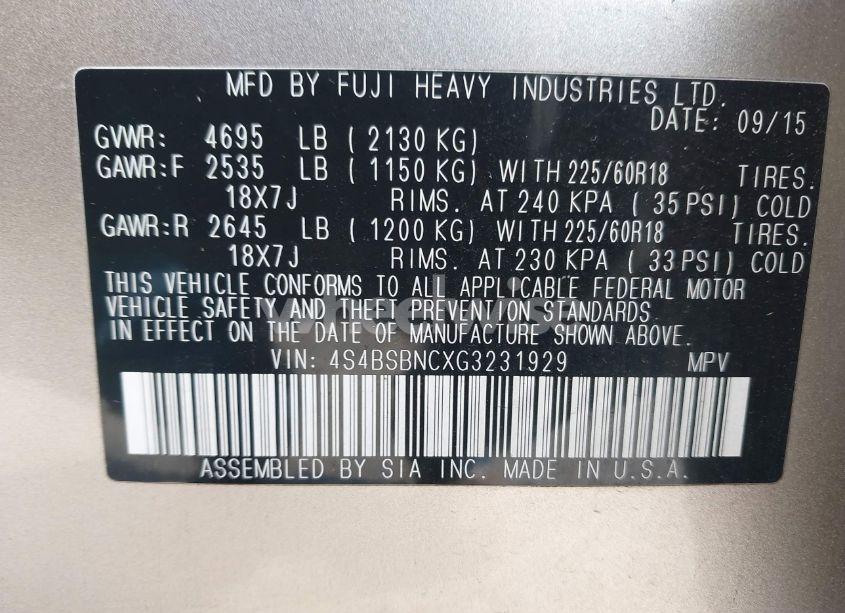 MFD BY FUJI HEAVY INDUSTRIES LTD.
DATE: 09/15
GVWR: 4695 LB ( 2130 KG)
GAWR:F 2535 LB ( 1150 KG) WITH 225/60R18 TIRES.
18X7J RIMS. AT 240 KPA ( 35 PSI) COLD
GAWR:R 2645 LB ( 1200 KG) WITH 225/60R18 TIRES.
18X7J RIMS. AT 230 KPA ( 33 PSI) COLD
THIS VEHICLE CONFORMS TO ALL APPLICABLE FEDERAL MOTOR
VEHICLE SAFETY AND THEFT PREVENTION STANDARDS
IN EFFECT ON THE DATE OF MANUFACTURE SHOWN ABOVE.
VIN: 4S4BSBNCXG3231929 MPV
ASSEMBLED BY SIA INC. MADE IN U.S.A.